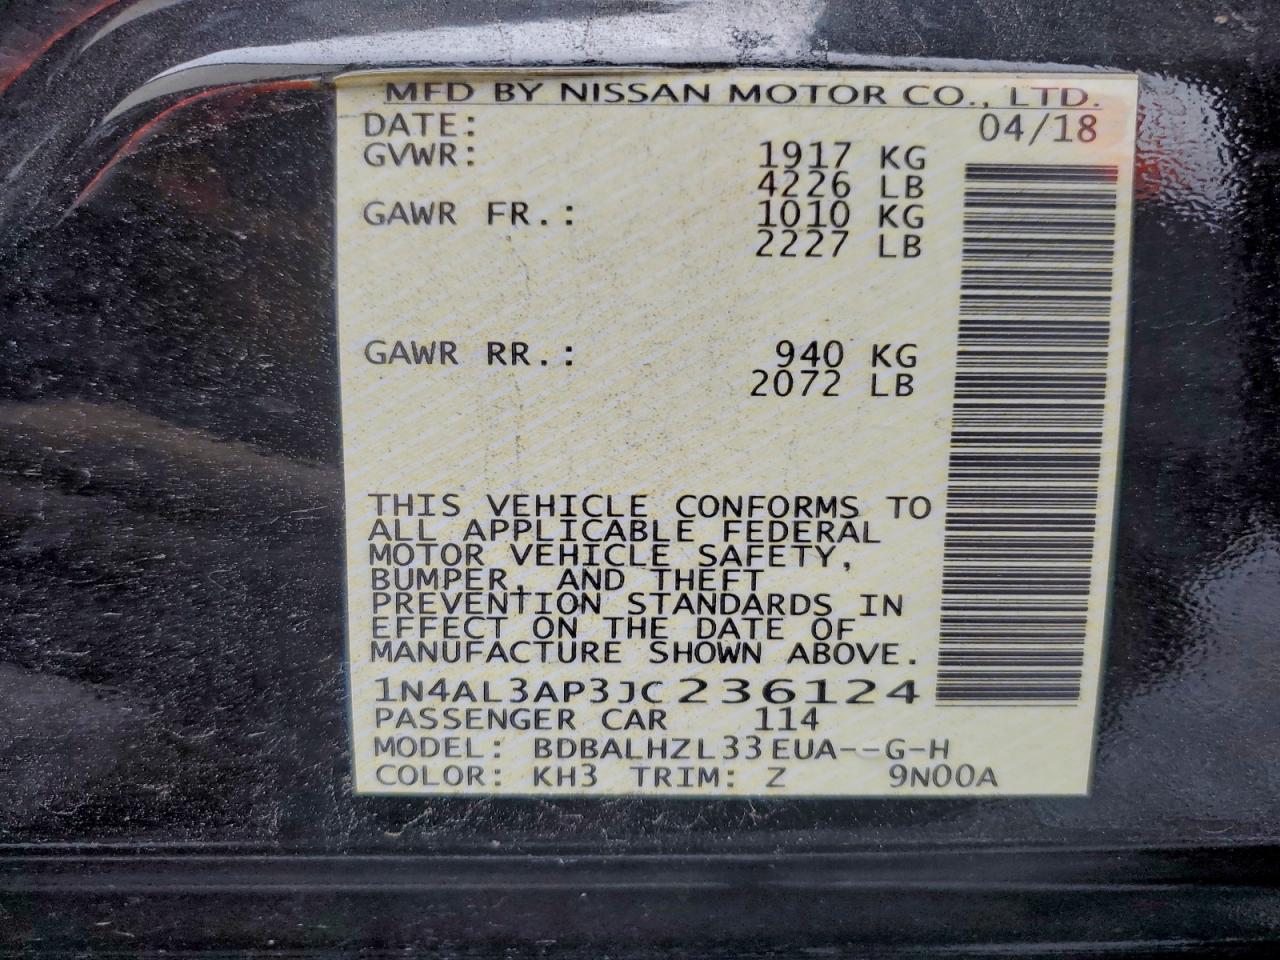 MFD BY NISSAN MOTOR CO., LTD.
DATE: 04/18
GVWR: 1917 KG
4226 LB
GAWR FR.: 1010 KG
2227 LB
GAWR RR.: 940 KG
2072 LB
THIS VEHICLE CONFORMS TO
ALL APPLICABLE FEDERAL
MOTOR VEHICLE SAFETY,
BUMPER, AND THEFT
PREVENTION STANDARDS IN
EFFECT ON THE DATE OF
MANUFACTURE SHOWN ABOVE.
1N4AL3AP3JC236124
PASSENGER CAR 114
MODEL: BDBALHZL33EUA--G-H
COLOR: KH3 TRIM: Z 9N00A